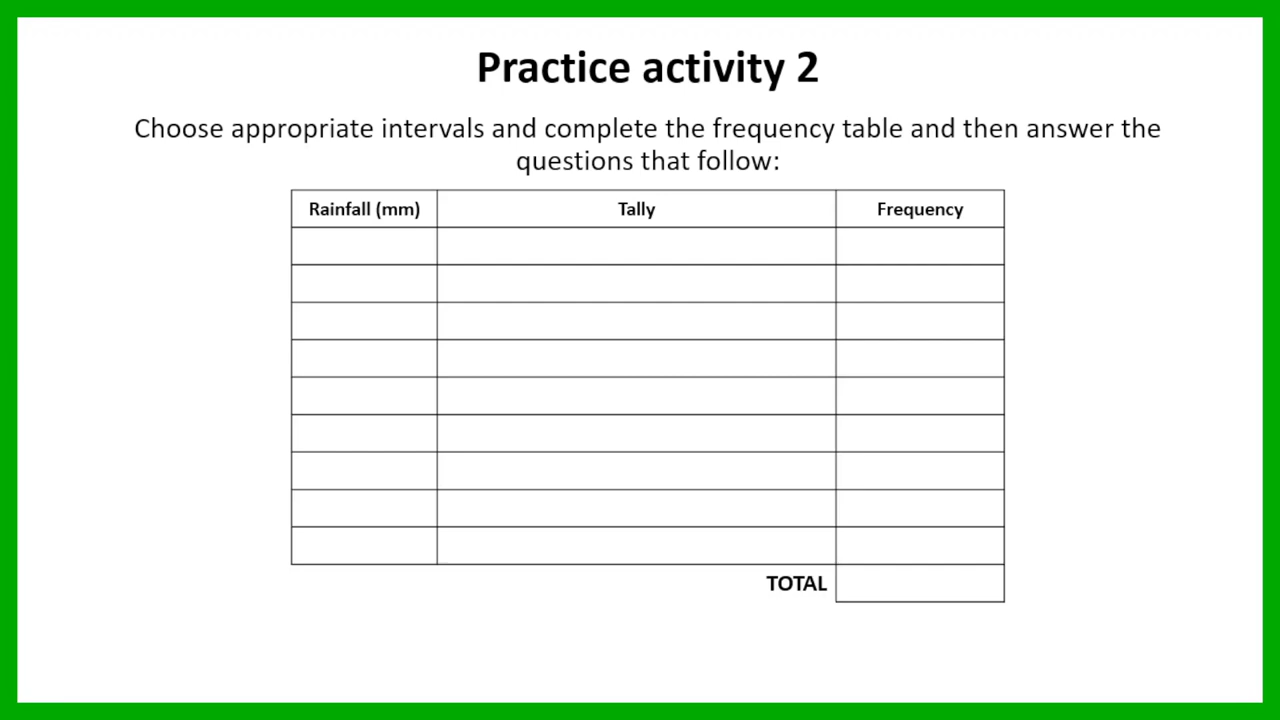 Practice activity 2
Choose appropriate intervals and complete the frequency table and then answer the
questions that follow:
Rainfall (mm) Tally Frequency
TOTAL